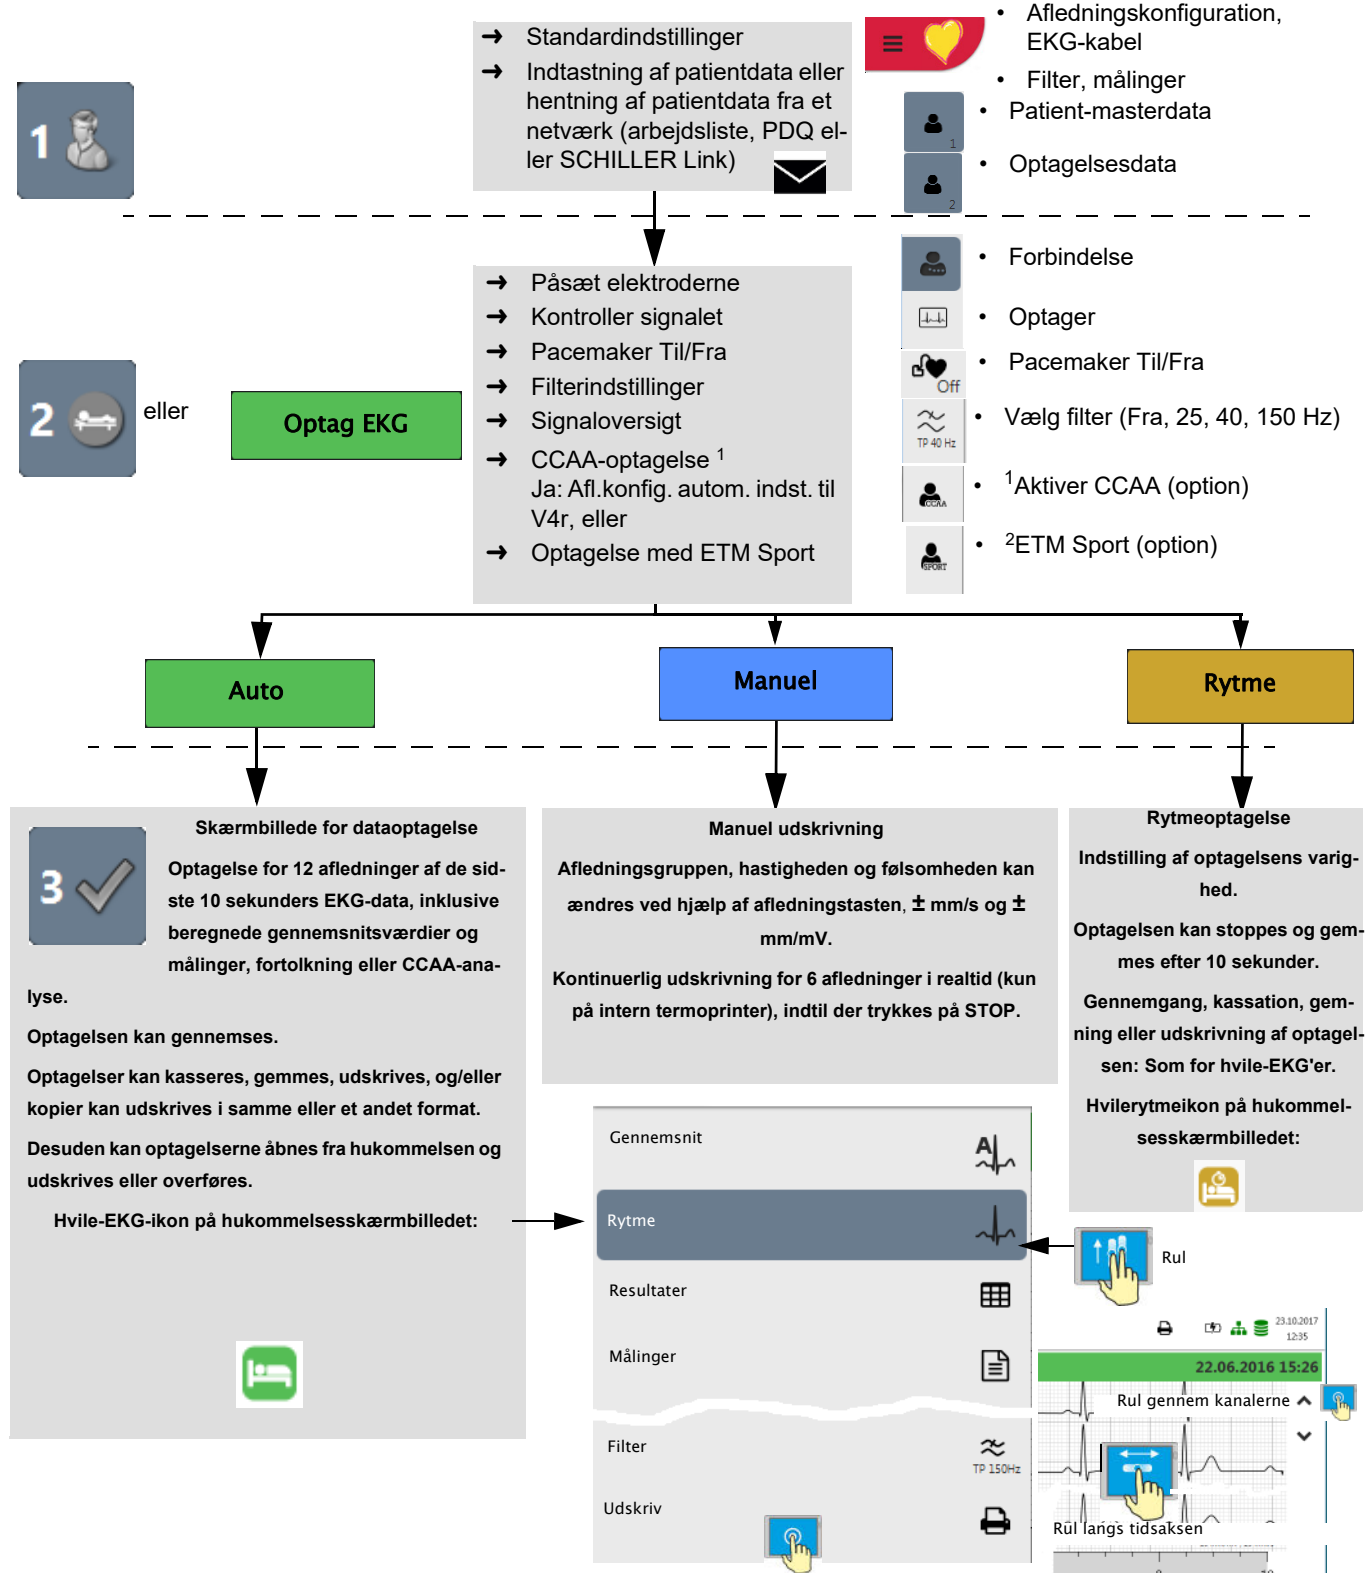 ➜ Standardindstillinger
➜ Indtastning af patientdata eller
hentning af patientdata fra et
netværk (arbejdsliste, PDQ el-
ler SCHILLER Link)
• Afledningskonfiguration,
EKG-kabel
• Filter, målinger
1
• Patient-masterdata
2
• Optagelsesdata
1
➜ Påsæt elektroderne
➜ Kontroller signalet
➜ Pacemaker Til/Fra
➜ Filterindstillinger
➜ Signaloversigt
➜ CCAA-optagelse 1
Ja: Afl.konfig. autom. indst. til
V4r, eller
➜ Optagelse med ETM Sport
• Forbindelse
• Optager
Off
• Pacemaker Til/Fra
TP 40 Hz
• Vælg filter (Fra, 25, 40, 150 Hz)
CCAA
• 1Aktiver CCAA (option)
SPORT
• 2ETM Sport (option)
2
eller
Optag EKG
Auto
Manuel
Rytme
3
Skærmbillede for dataoptagelse
Optagelse for 12 afledninger af de sid-
ste 10 sekunders EKG-data, inklusive
beregnede gennemsnitsværdier og
målinger, fortolkning eller CCAA-ana-
lyse.
Optagelsen kan gennemses.
Optagelser kan kasseres, gemmes, udskrives, og/eller
kopier kan udskrives i samme eller et andet format.
Desuden kan optagelserne åbnes fra hukommelsen og
udskrives eller overføres.
Hvile-EKG-ikon på hukommelsesskærmbilledet:
Manuel udskrivning
Afledningsgruppen, hastigheden og følsomheden kan
ændres ved hjælp af afledningstasten, ± mm/s og ±
mm/mV.
Kontinuerlig udskrivning for 6 afledninger i realtid (kun
på intern termoprinter), indtil der trykkes på STOP.
Rytmeoptagelse
Indstilling af optagelsens varig-
hed.
Optagelsen kan stoppes og gem-
mes efter 10 sekunder.
Gennemgang, kassation, gem-
ning eller udskrivning af optagel-
sen: Som for hvile-EKG'er.
Hvilerytmeikon på hukommel-
sesskærmbilledet:
Gennemsnit
A
Rytme
Resultater
Målinger
Filter
TP 150Hz
Udskriv
Rul
23.10.2017
12:35
22.06.2016 15:26
Rul gennem kanalerne
Rul langs tidsaksen